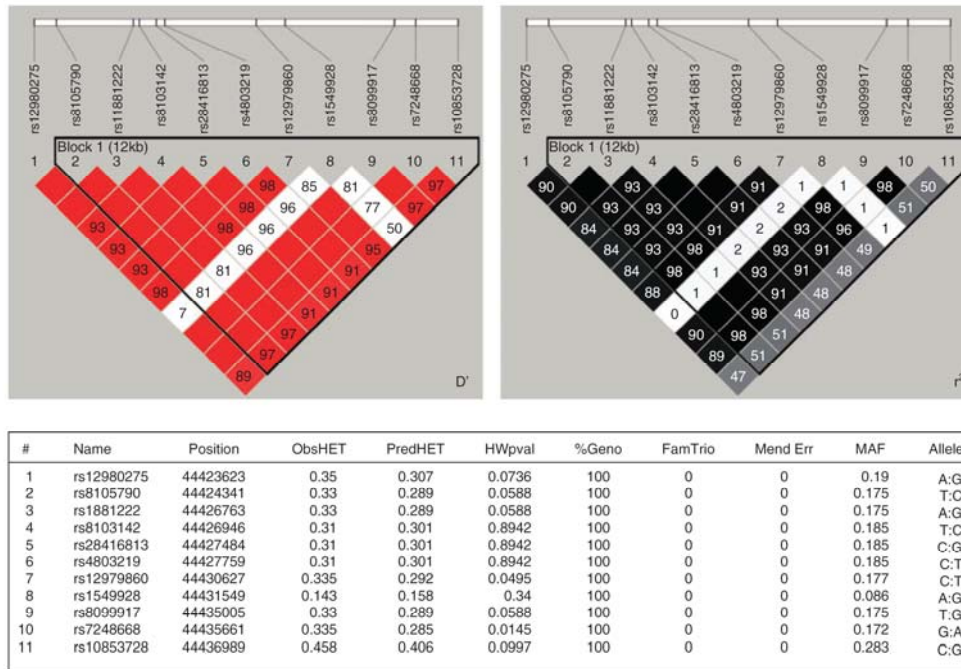 rs12980275 rs8105790 rs11881222 rs8103142 rs28416813 rs4803219 rs12979860 rs1549928 rs8099917 rs7248668 rs10853728
Block 1 (12kb)
1 2 3 4 5 6 7 8 9 10 11
98 85 81 97
98 96 77 97
93 98 96 50
93 96 95
93 81 91
98 81
7 91
97
97
89
D'
rs12980275 rs8105790 rs11881222 rs8103142 rs28416813 rs4803219 rs12979860 rs1549928 rs8099917 rs7248668 rs10853728
Block 1 (12kb)
1 2 3 4 5 6 7 8 9 10 11
90 93 91 1 1 98 50
90 93 93 91 2 98 1 51
84 93 93 91 2 93 96 1
84 93 98 2 93 91 49
84 98 1 93 91 48
88 1 91 48
0 98 48
90 98 51
89 51
47
r
# Name Position ObsHET PredHET HWpval %Geno FamTrio Mend Err MAF Allele
1 rs12980275 44423623 0.35 0.307 0.0736 100 0 0 0.19 A:G
2 rs8105790 44424341 0.33 0.289 0.0588 100 0 0 0.175 T:C
3 rs1881222 44426763 0.33 0.289 0.0588 100 0 0 0.175 A:G
4 rs8103142 44426946 0.31 0.301 0.8942 100 0 0 0.185 T:C
5 rs28416813 44427484 0.31 0.301 0.8942 100 0 0 0.185 C:G
6 rs4803219 44427759 0.31 0.301 0.8942 100 0 0 0.185 C:T
7 rs12979860 44430627 0.335 0.292 0.0495 100 0 0 0.177 C:T
8 rs1549928 44431549 0.143 0.158 0.34 100 0 0 0.086 A:G
9 rs8099917 44435005 0.33 0.289 0.0588 100 0 0 0.175 T:G
10 rs7248668 44435661 0.335 0.285 0.0145 100 0 0 0.172 G:A
11 rs10853728 44436989 0.458 0.406 0.0997 100 0 0 0.283 C:G